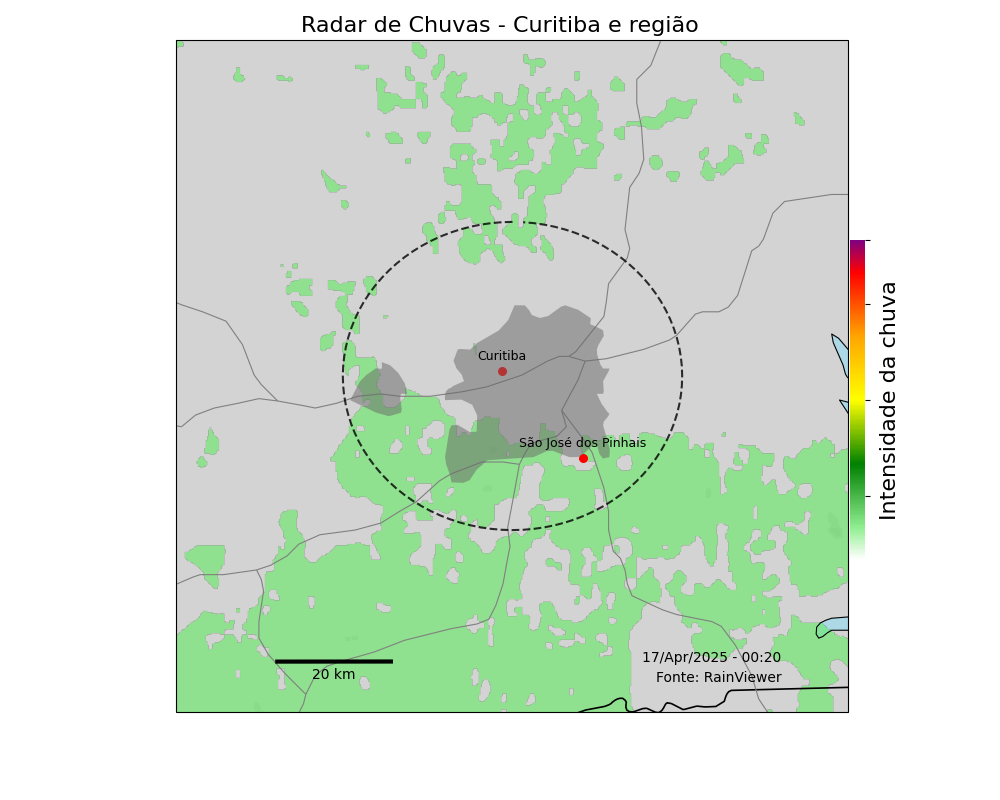 Radar de Chuvas - Curitiba e região
Curitiba
São José dos Pinhais
Intensidade da chuva
17/Apr/2025 - 00:20
20 km
Fonte: RainViewer